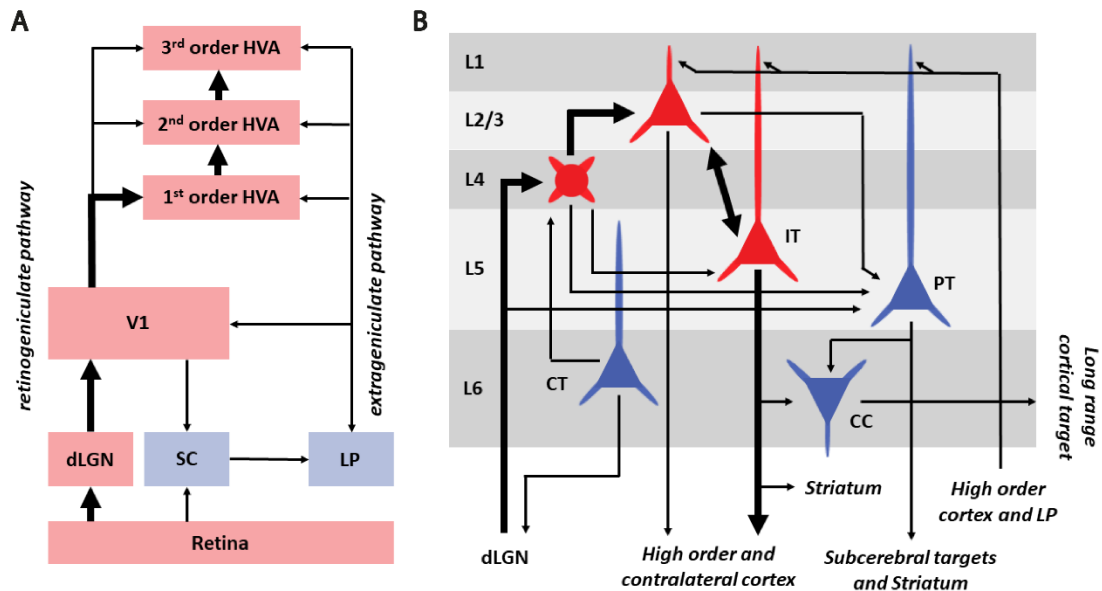 A
3rd order HVA
2nd order HVA
1st order HVA
retinogeniculate pathway
extrageniculate pathway
V1
dLGN
SC
LP
Retina
B
L1
L2/3
L4
L5
L6
IT
PT
CT
CC
Long range
cortical target
Striatum
High order
cortex and LP
dLGN
High order and
contralateral cortex
Subcerebral targets
and Striatum